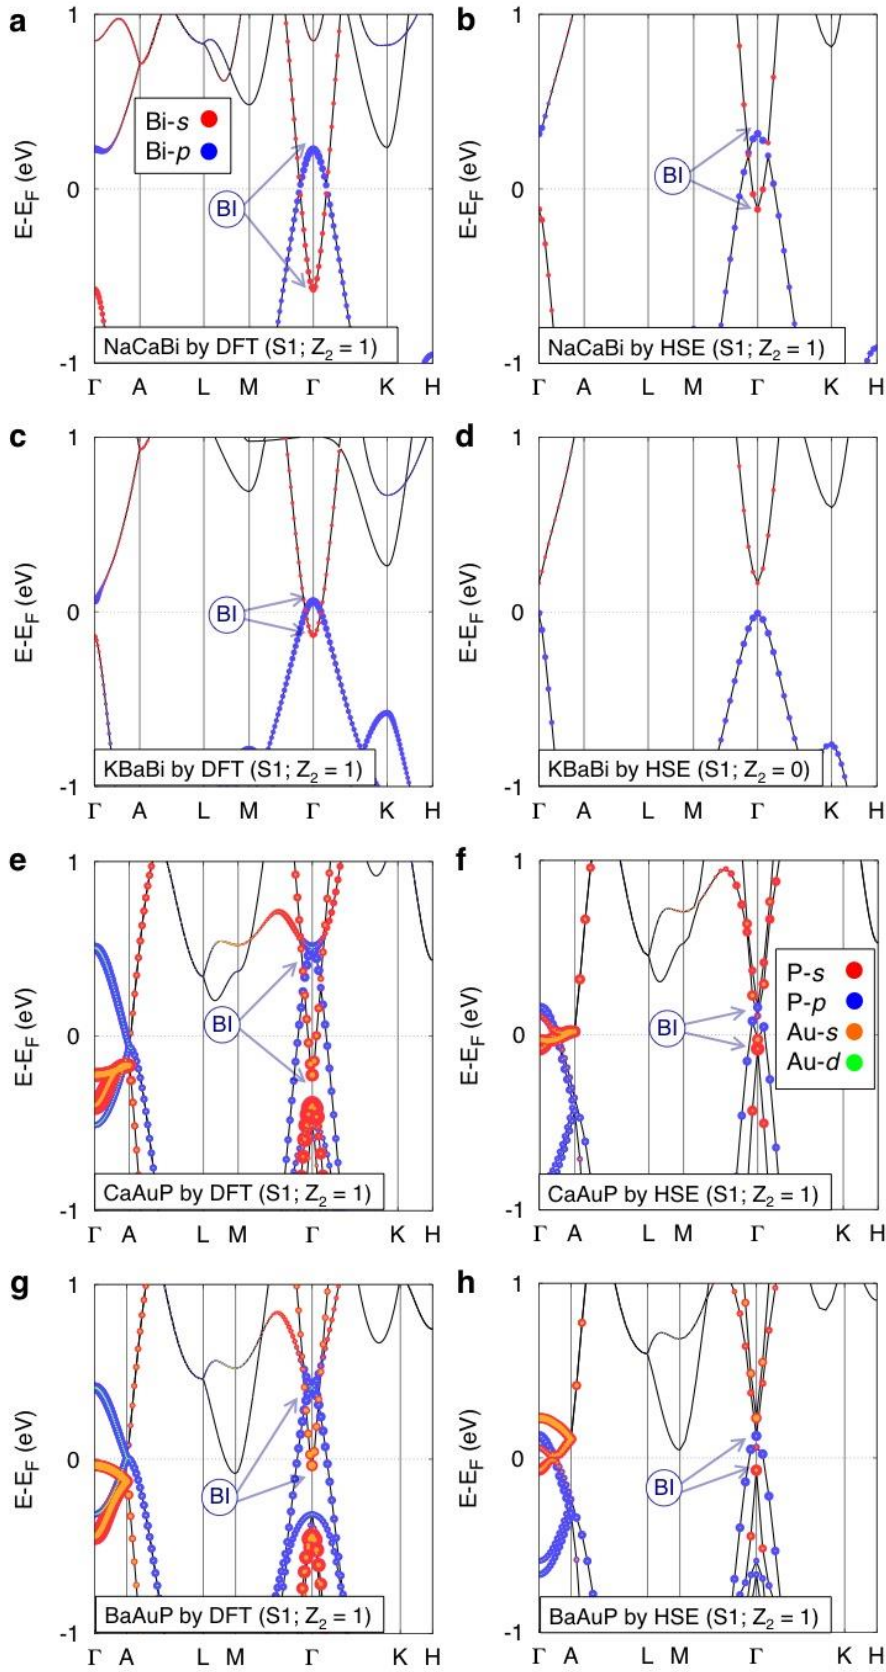 a
b
1
0
-1
E-E_F (eV)
Bi-s
Bi-p
BI
NaCaBi by DFT (S1; Z₂ = 1)
Γ A L M Γ K H
1
0
-1
E-E_F (eV)
BI
NaCaBi by HSE (S1; Z₂ = 1)
Γ A L M Γ K H
c
d
1
0
-1
E-E_F (eV)
BI
KBaBi by DFT (S1; Z₂ = 1)
Γ A L M Γ K H
1
0
-1
E-E_F (eV)
KBaBi by HSE (S1; Z₂ = 0)
Γ A L M Γ K H
e
f
1
0
-1
E-E_F (eV)
BI
CaAuP by DFT (S1; Z₂ = 1)
Γ A L M Γ K H
1
0
-1
E-E_F (eV)
BI
P-s
P-p
Au-s
Au-d
CaAuP by HSE (S1; Z₂ = 1)
Γ A L M Γ K H
g
h
1
0
-1
E-E_F (eV)
BI
BaAuP by DFT (S1; Z₂ = 1)
Γ A L M Γ K H
1
0
-1
E-E_F (eV)
BI
BaAuP by HSE (S1; Z₂ = 1)
Γ A L M Γ K H